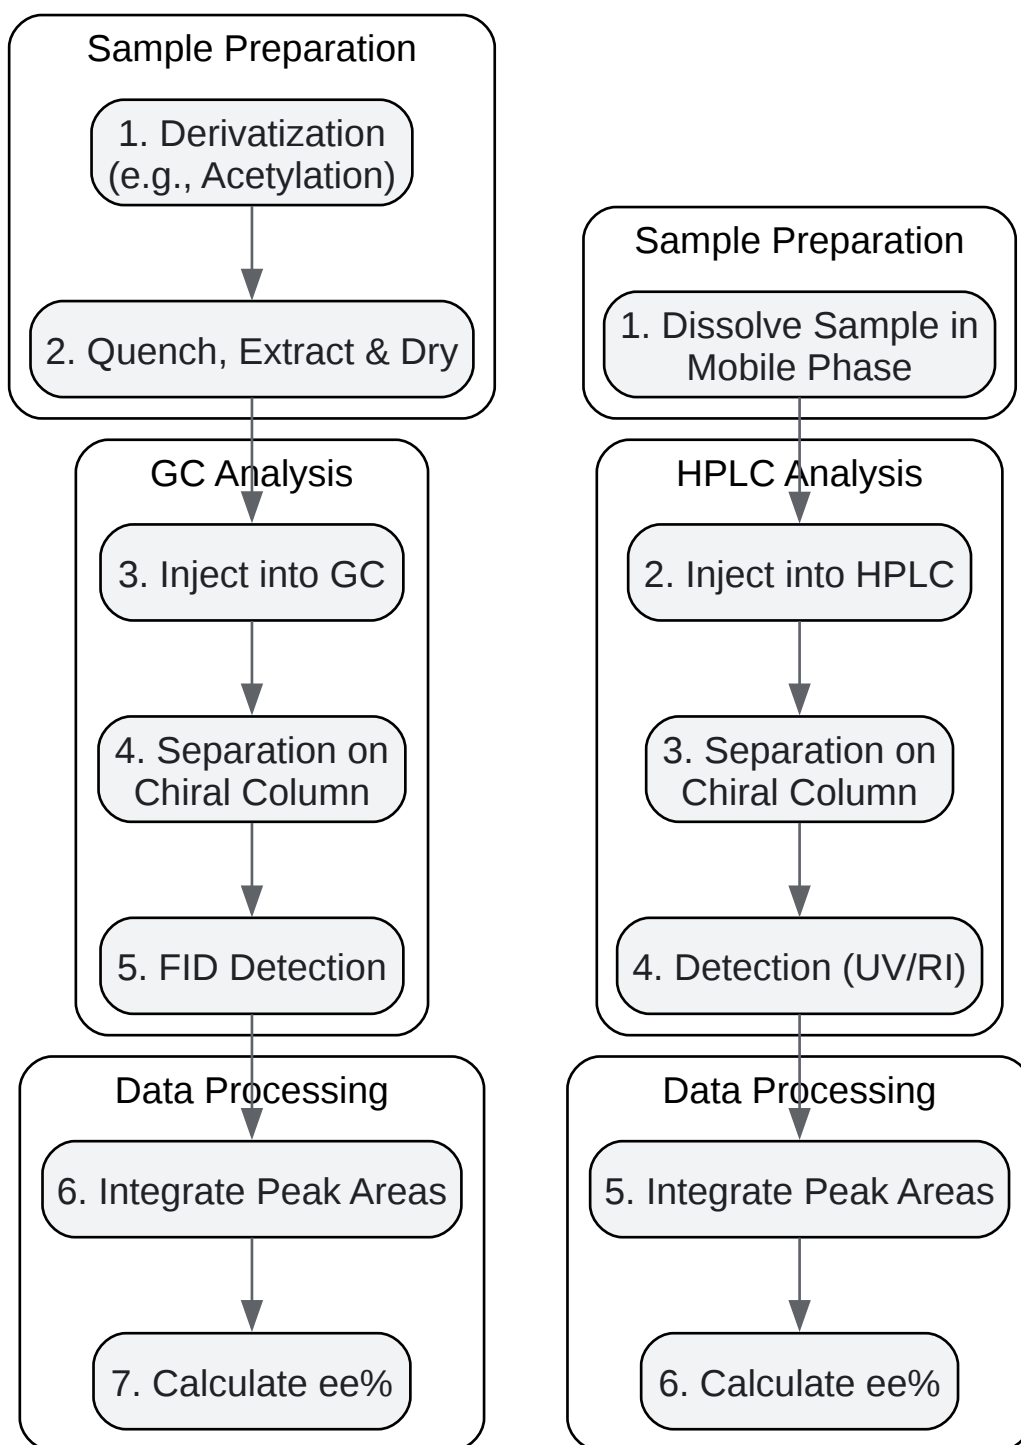 Sample Preparation
1. Derivatization
(e.g., Acetylation)
2. Quench, Extract & Dry
GC Analysis
3. Inject into GC
4. Separation on
Chiral Column
5. FID Detection
Data Processing
6. Integrate Peak Areas
7. Calculate ee%
Sample Preparation
1. Dissolve Sample in
Mobile Phase
HPLC Analysis
2. Inject into HPLC
3. Separation on
Chiral Column
4. Detection (UV/RI)
Data Processing
5. Integrate Peak Areas
6. Calculate ee%